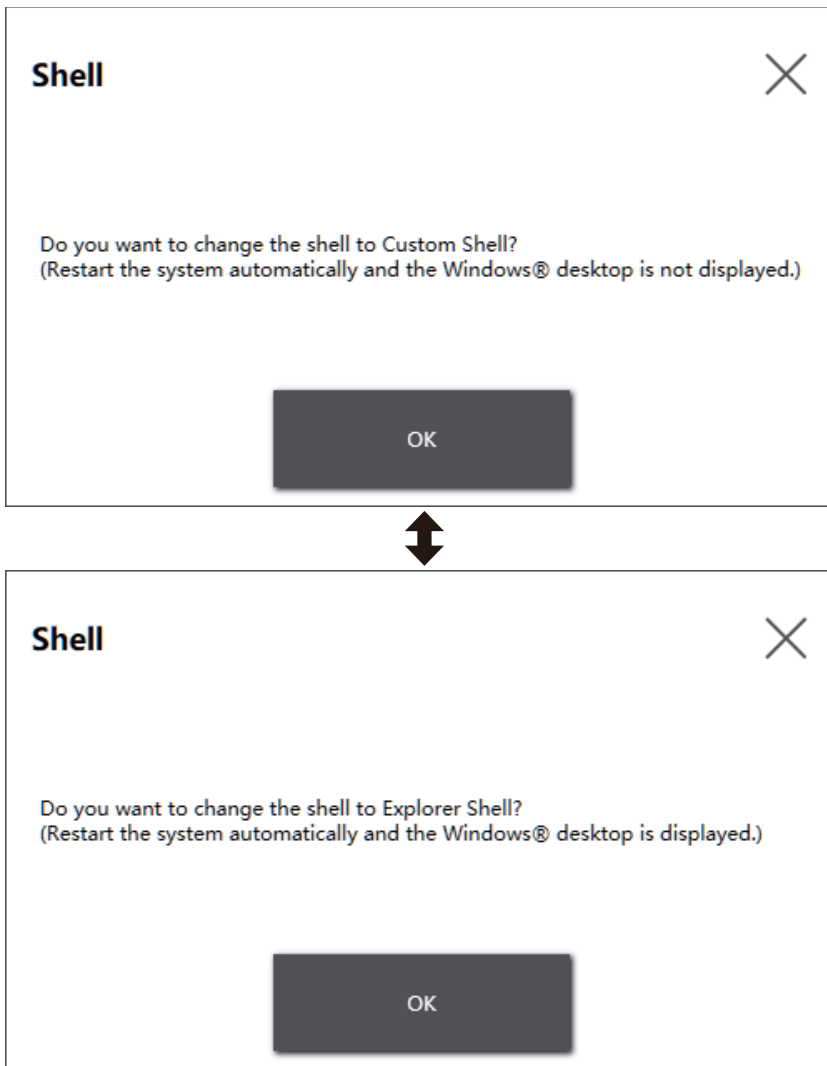 Shell
Do you want to change the shell to Custom Shell?
(Restart the system automatically and the Windows® desktop is not displayed.)
OK
Shell
Do you want to change the shell to Explorer Shell?
(Restart the system automatically and the Windows® desktop is displayed.)
OK